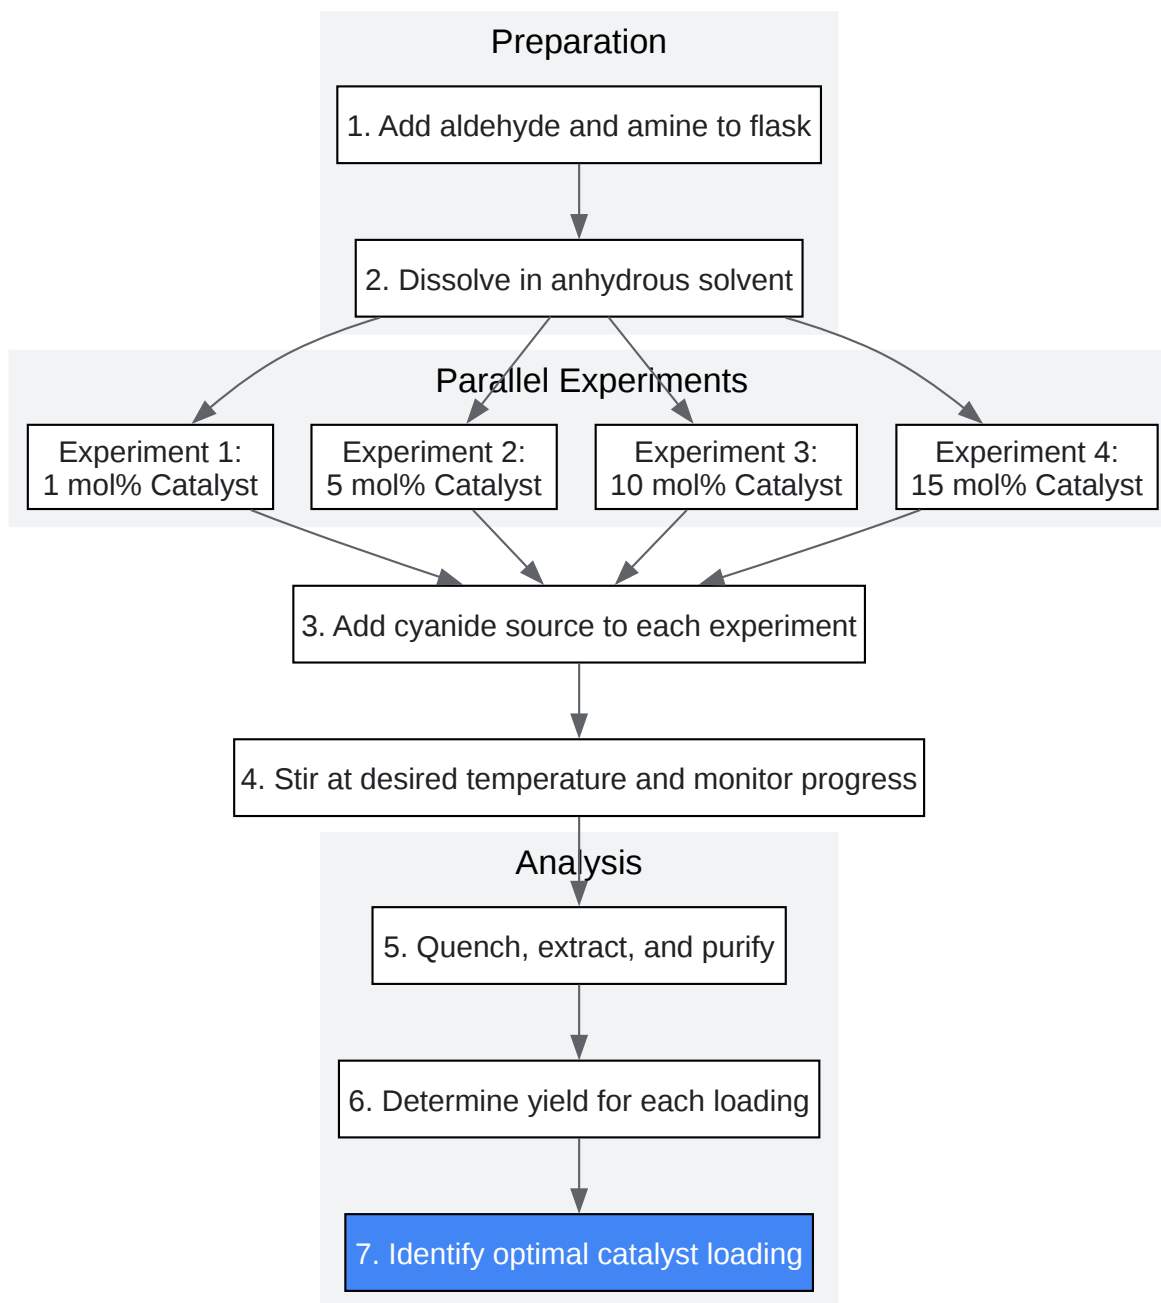 Preparation
1. Add aldehyde and amine to flask
2. Dissolve in anhydrous solvent
Parallel Experiments
Experiment 1:
1 mol% Catalyst
Experiment 2:
5 mol% Catalyst
Experiment 3:
10 mol% Catalyst
Experiment 4:
15 mol% Catalyst
3. Add cyanide source to each experiment
4. Stir at desired temperature and monitor progress
Analysis
5. Quench, extract, and purify
6. Determine yield for each loading
7. Identify optimal catalyst loading